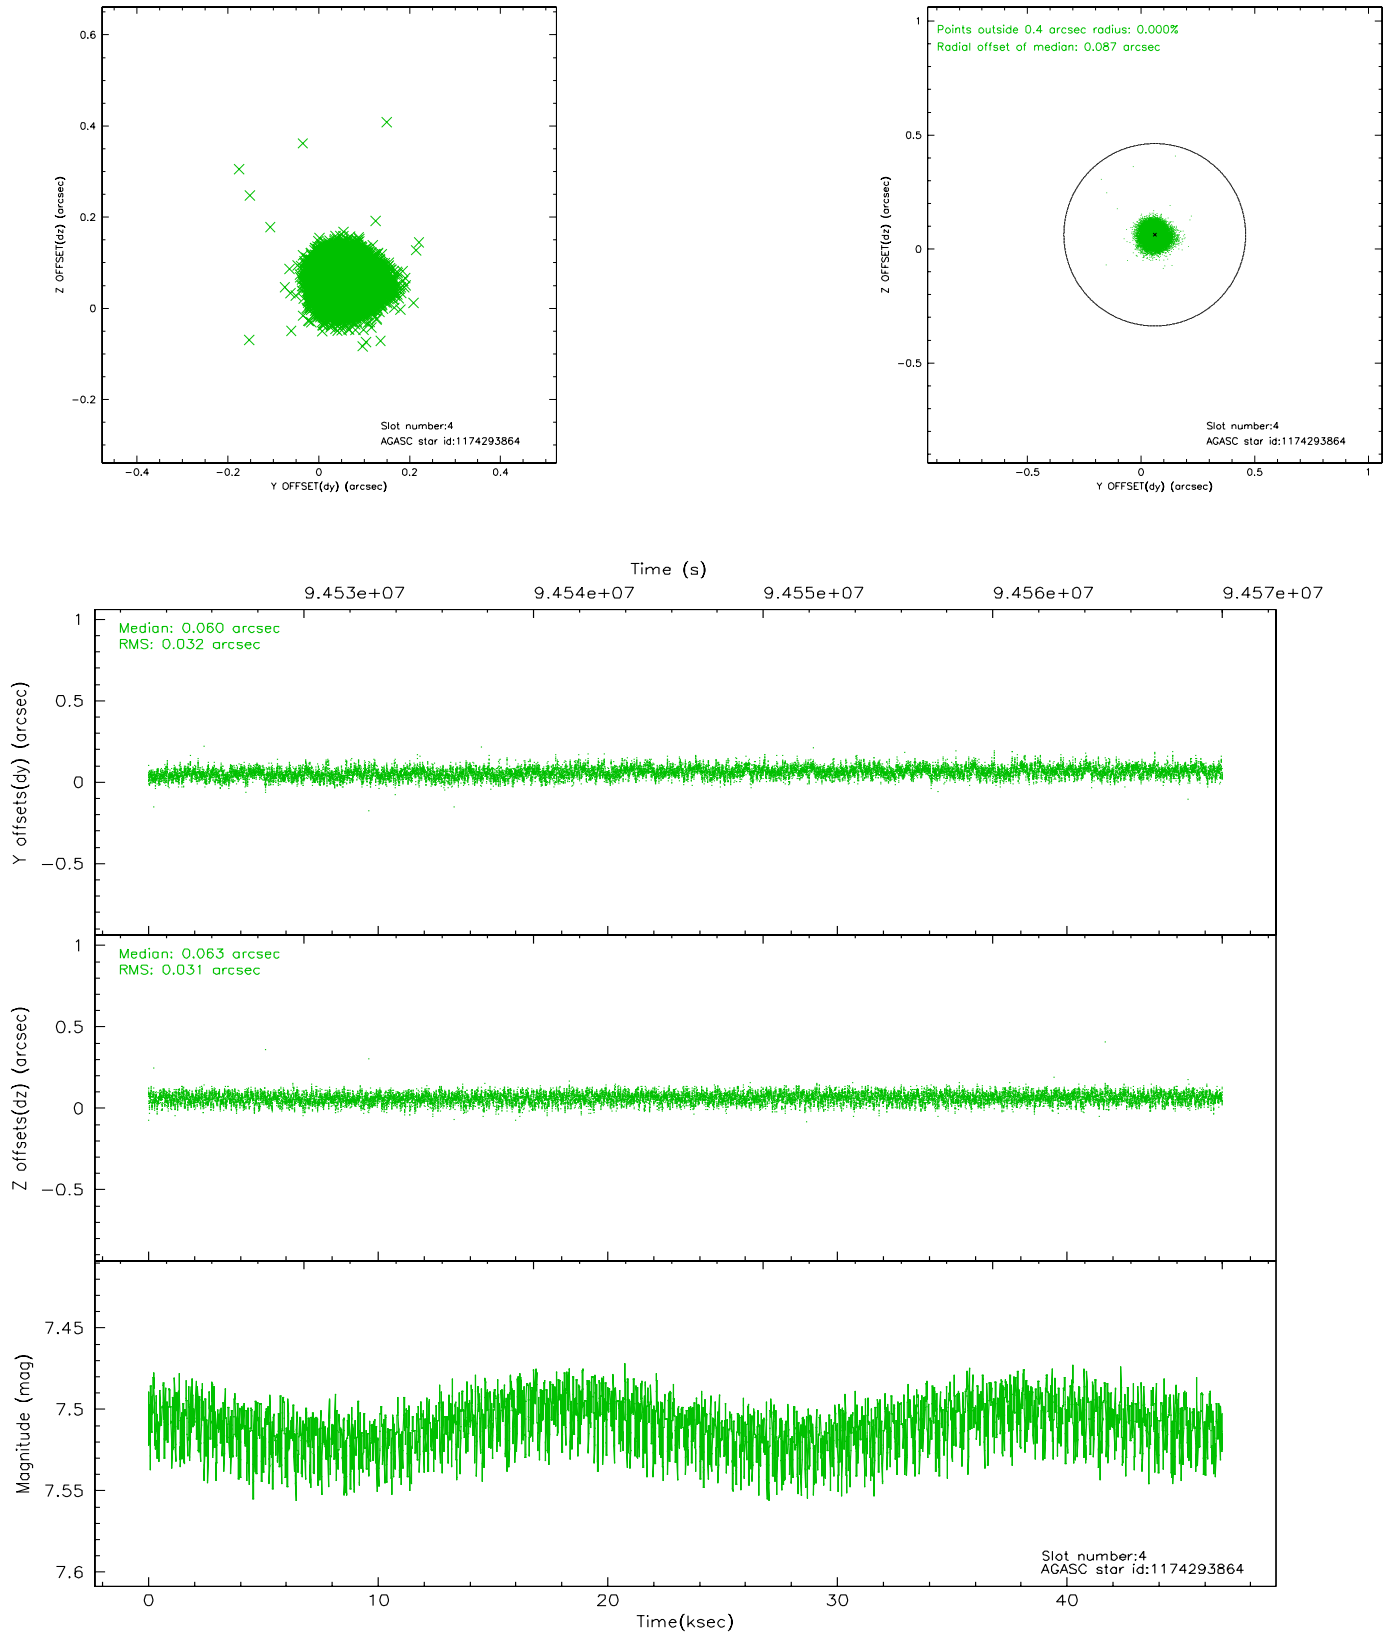 0.6
0.4
0.2
0
−0.2
Z OFFSET(dz) (arcsec)
−0.4
−0.2
0
0.2
0.4
Y OFFSET(dy) (arcsec)
Slot number:4
AGASC star id:1174293864
Points outside 0.4 arcsec radius: 0.000%
Radial offset of median: 0.087 arcsec
1
0.5
0
−0.5
Z OFFSET(dz) (arcsec)
−0.5
0
0.5
1
Y OFFSET(dy) (arcsec)
Slot number:4
AGASC star id:1174293864
Time (s)
9.453e+07
9.454e+07
9.455e+07
9.456e+07
9.457e+07
Median: 0.060 arcsec
RMS: 0.032 arcsec
1
0.5
0
−0.5
Y offsets(dy) (arcsec)
Median: 0.063 arcsec
RMS: 0.031 arcsec
1
0.5
0
−0.5
Z offsets(dz) (arcsec)
7.45
7.5
7.55
7.6
Magnitude (mag)
Slot number:4
AGASC star id:1174293864
0
10
20
30
40
Time(ksec)